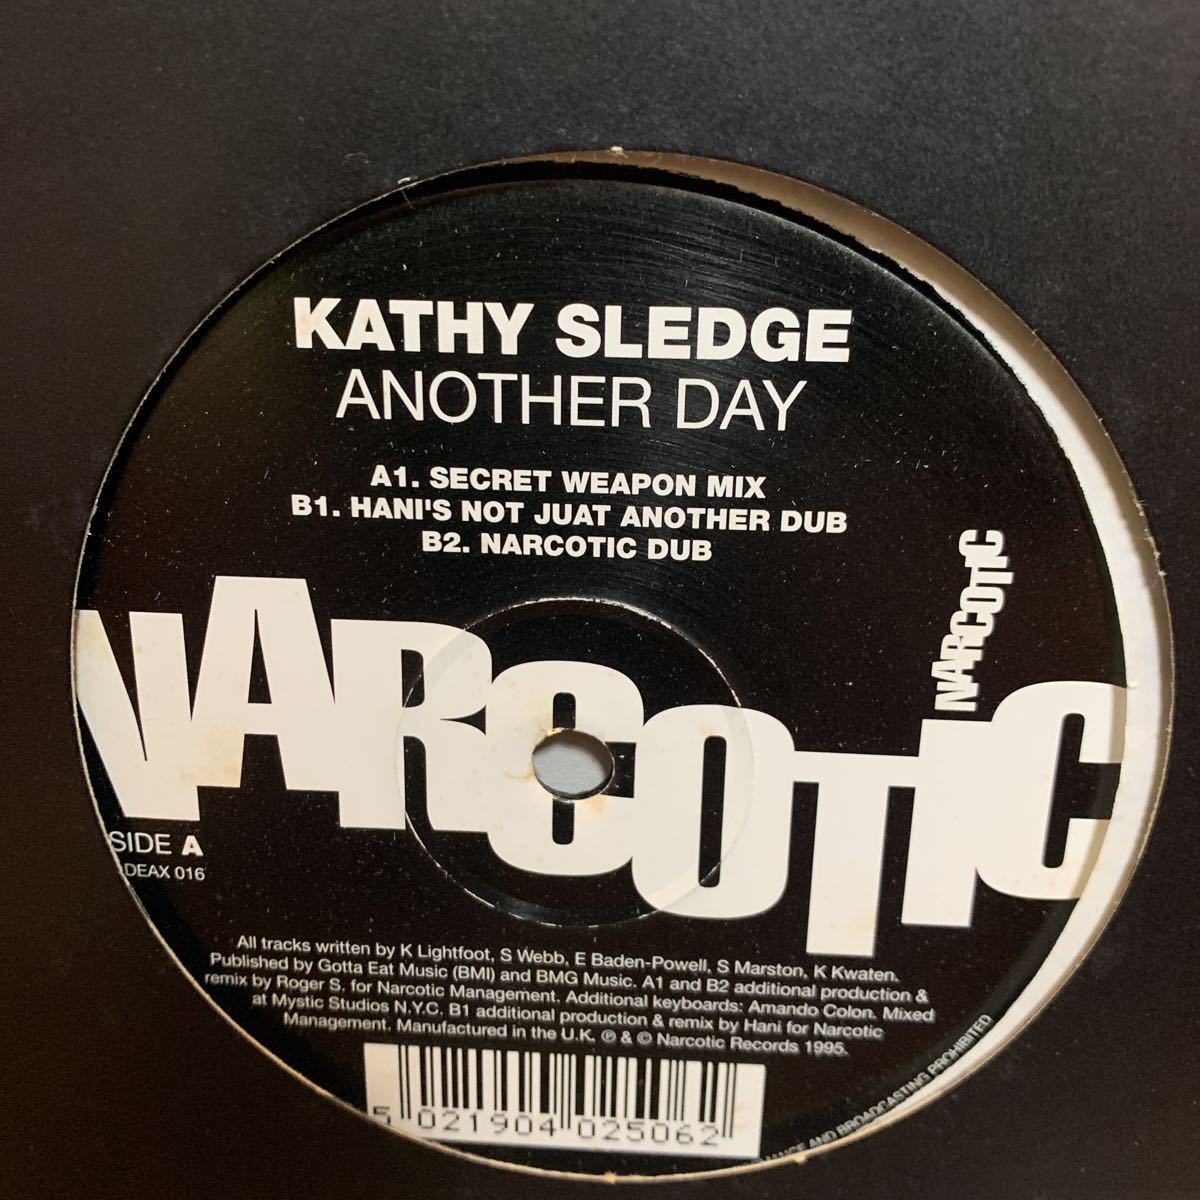 KATHY SLEDGE
ANOTHER DAY
A1. SECRET WEAPON MIX
B1. HANI'S NOT JUAT ANOTHER DUB
B2. NARCOTIC DUB
NARCOTIC
NARCOTIC
SIDE A
DEAX 016
All tracks written by K Lightfoot, S Webb, E Baden-Powell, S Marston, K Kwaten.
Published by Gotta Eat Music (BMI) and BMG Music. A1 and B2 additional production &
remix by Roger S. for Narcotic Management. Additional keyboards: Amando Colon. Mixed
at Mystic Studios N.Y.C. B1 additional production & remix by Hani for Narcotic
Management. Manufactured in the U.K. ℗ & © Narcotic Records 1995.
5 021904 025062
AND BROADCASTING PROHIBITED